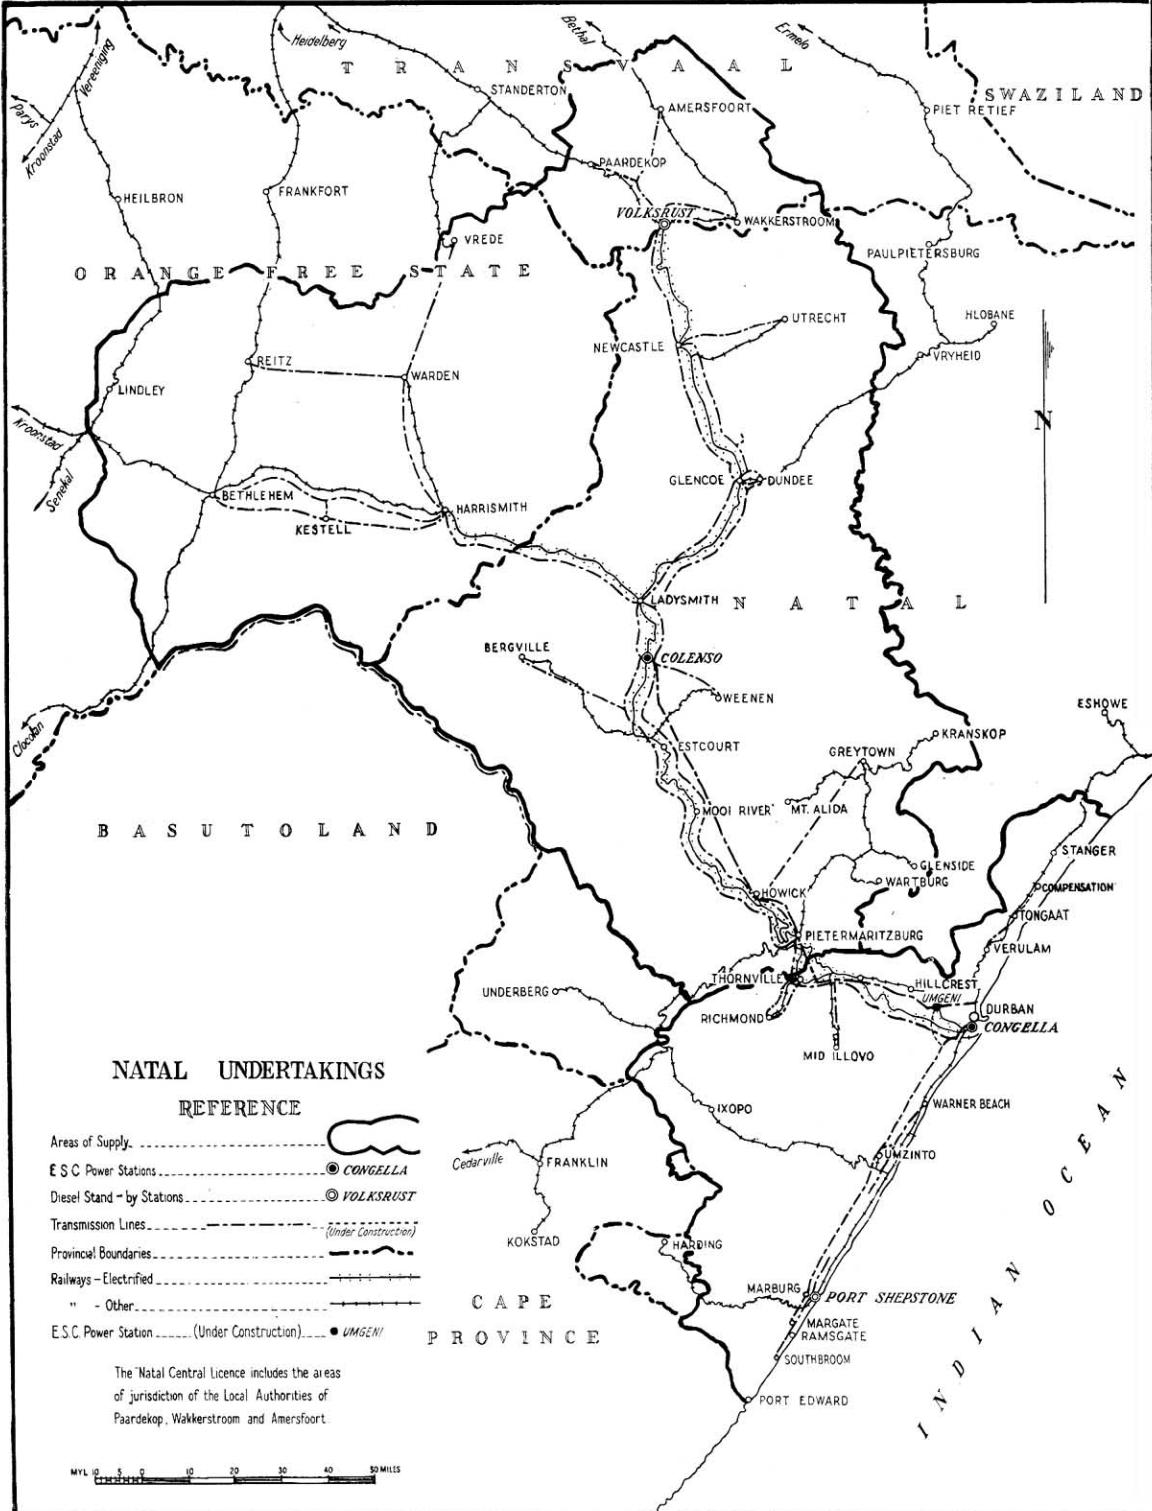 Bethal
Ermelo
Heidelberg
Vereeniging
TRANSVAAL
STANDERTON
SWAZILAND
Parys
AMERSFOORT
PIET RETIEF
Kroonstad
PAARDEKOP
HEILBRON
FRANKFORT
VOLKSRUST
WAKKERSTROOM
VREDE
PAULPIETERSBURG
ORANGE FREE STATE
UTRECHT
HLOBANE
NEWCASTLE
VRYHEID
REITZ
WARDEN
LINDLEY
N
Kroonstad
Senekal
GLENCOE
DUNDEE
BETHLEHEM
HARRISMITH
KESTELL
LADYSMITH
NATAL
BERGVILLE
COLENSO
WEENEN
ESHOWE
Clocolan
ESTCOURT
KRANSKOP
GREYTOWN
MOOI RIVER
MT. ALIDA
BASUTOLAND
STANGER
GLENSIDE
WARTBURG
COMPENSATION
HOWICK
TONGAAT
PIETERMARITZBURG
VERULAM
THORNVILLE
HILLCREST
UNDERBERG
UMGENI
DURBAN
RICHMOND
CONGELLA
MID ILLOVO
NATAL UNDERTAKINGS
REFERENCE
Areas of Supply
E S C Power Stations CONGELLA
Diesel Stand-by Stations VOLKSRUST
Transmission Lines (Under Construction)
Provincial Boundaries
Railways - Electrified
" - Other
E.S.C. Power Station (Under Construction) UMGENI
The Natal Central Licence includes the areas
of jurisdiction of the Local Authorities of
Paardekop, Wakkerstroom and Amersfoort
MYL 10 5 0 10 20 30 40 50 MILES
IXOPO
WARNER BEACH
Cedarville
FRANKLIN
UMZINTO
KOKSTAD
HARDING
INDIAN OCEAN
CAPE
PROVINCE
MARBURG
PORT SHEPSTONE
MARGATE
RAMSGATE
SOUTHBROOM
PORT EDWARD